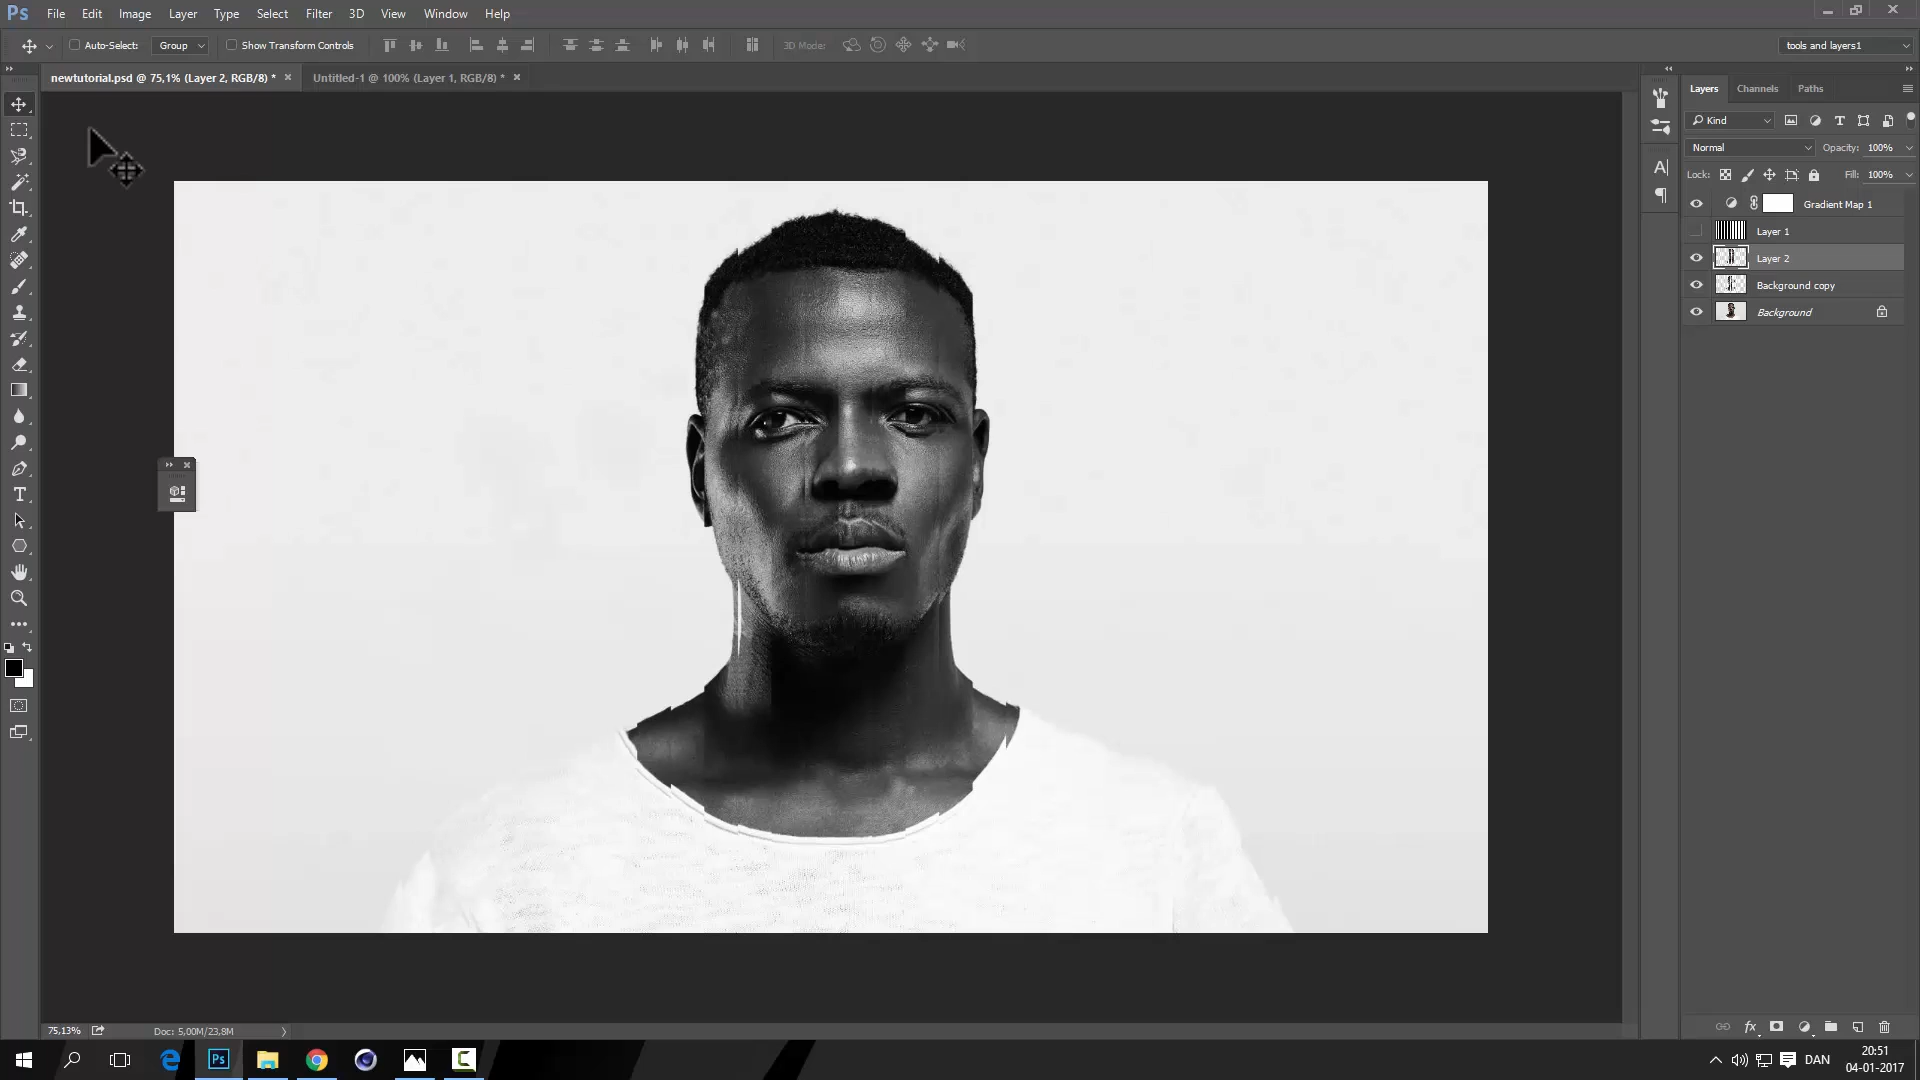 Ps File Edit Image Layer Type Select Filter 3D View Window Help
Auto-Select: Group Show Transform Controls 3D Mode: tools and layers1
newtutorial.psd @ 75,1% (Layer 2, RGB/8) * Untitled-1 @ 100% (Layer 1, RGB/8) *
Layers Channels Paths
Kind
Normal Opacity: 100%
Lock: Fill: 100%
Gradient Map 1
Layer 1
Layer 2
Background copy
Background
75,13% Doc: 5,00M/23,8M
Ps DAN 20:51
04-01-2017